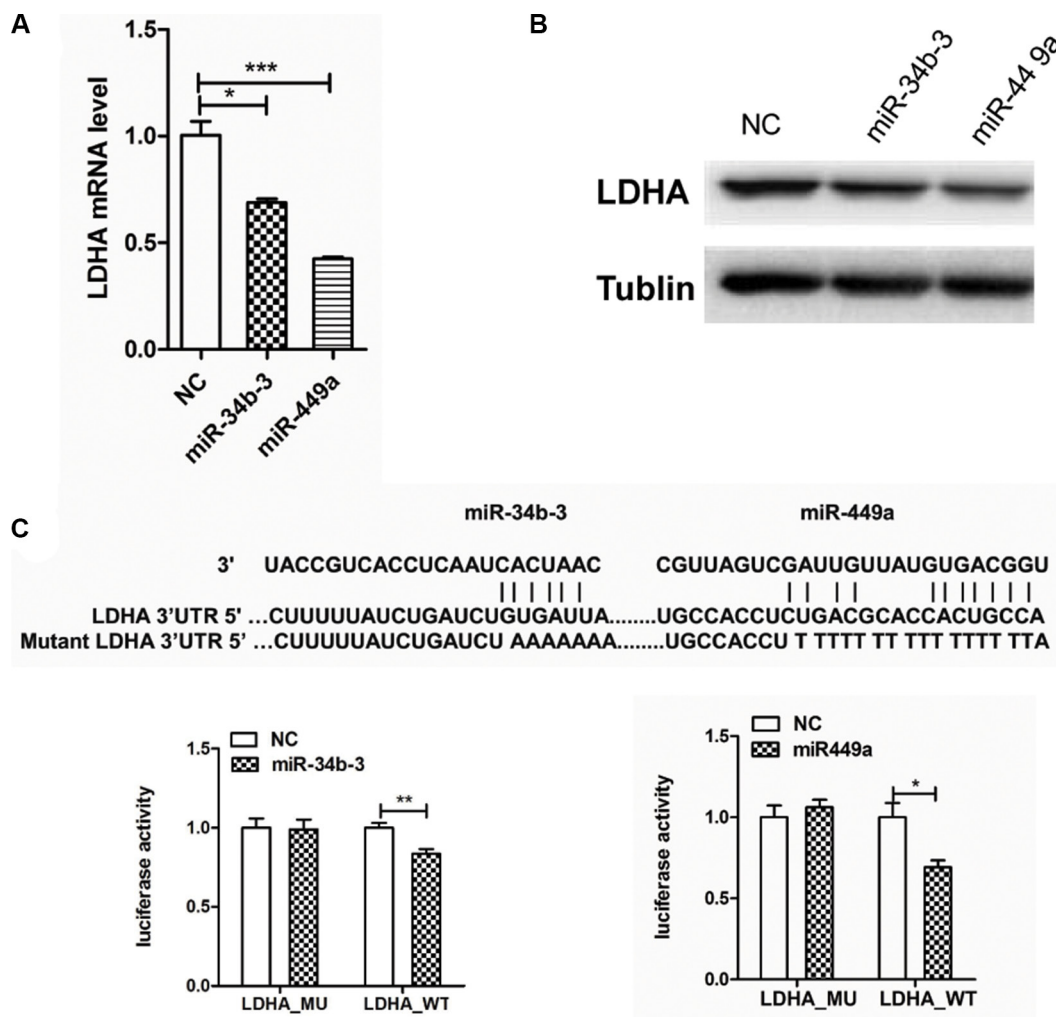 A
1.5
1.0
0.5
0.0
LDHA mRNA level
***
*
NC
miR-34b-3
miR-449a
B
NC
miR-34b-3
miR-44 9a
LDHA
Tublin
C
miR-34b-3 miR-449a
3' UACCGUCACCUCAAUCACUAAC CGUUAGUCGAUUGUUAUGUGACGGU
LDHA 3'UTR 5' ...CUUUUUAUCUGAUCUGUGAUUA........UGCCACCUCUGACGCACCACUGCCA
Mutant LDHA 3'UTR 5' ...CUUUUUAUCUGAUCU AAAAAAA........UGCCACCU T TTTTT TT TTT TTTTT TTA
NC
miR-34b-3
1.5
1.0
0.5
0.0
luciferase activity
**
LDHA_MU LDHA_WT
NC
miR449a
1.5
1.0
0.5
0.0
luciferase activity
*
LDHA_MU LDHA_WT